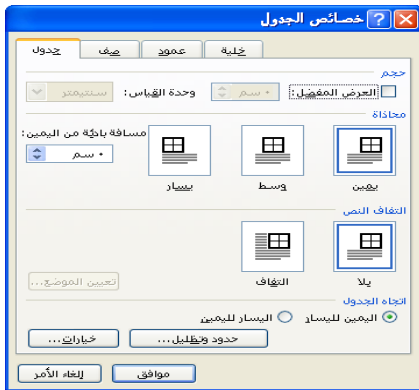 خصائص الجدول
جدول صف عمود خلية
حجم
العرض المفضل: ٠ سم وحدة القياس: سنتيمتر
محاذاة
مسافة بادئة من اليمين:
٠ سم
يمين وسط يسار
التفاف النص
بلا التفاف تعيين الموضع...
اتجاه الجدول
اليمين لليسار اليسار لليمين
حدود وتظليل... خيارات...
موافق إلغاء الأمر